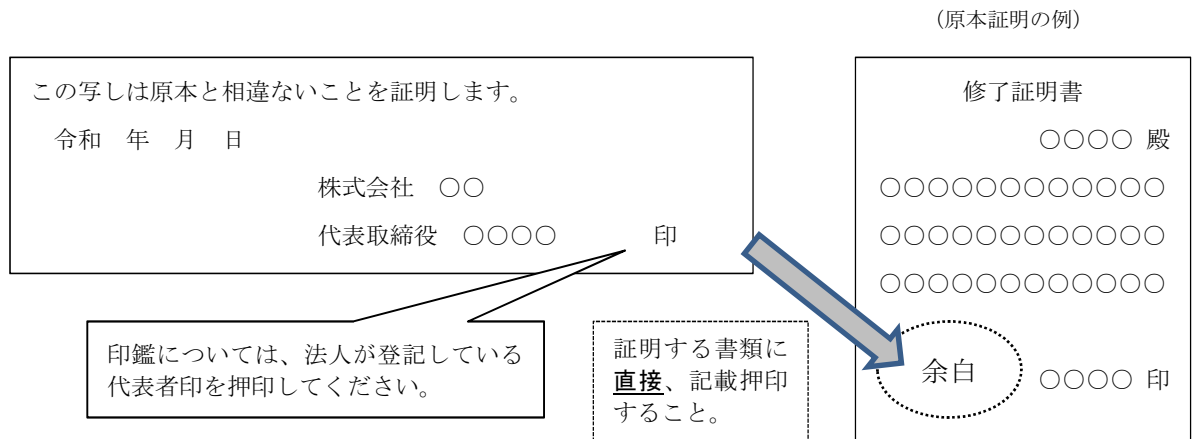 （原本証明の例）
この写しは原本と相違ないことを証明します。
令和　年　月　日
株式会社　○○
代表取締役　○○○○　　　　印
印鑑については、法人が登記している
代表者印を押印してください。
証明する書類に
直接、記載押印
すること。
修了証明書
○○○○ 殿
○○○○○○○○○○○○
○○○○○○○○○○○○
○○○○○○○○○○○○
余白
○○○○ 印